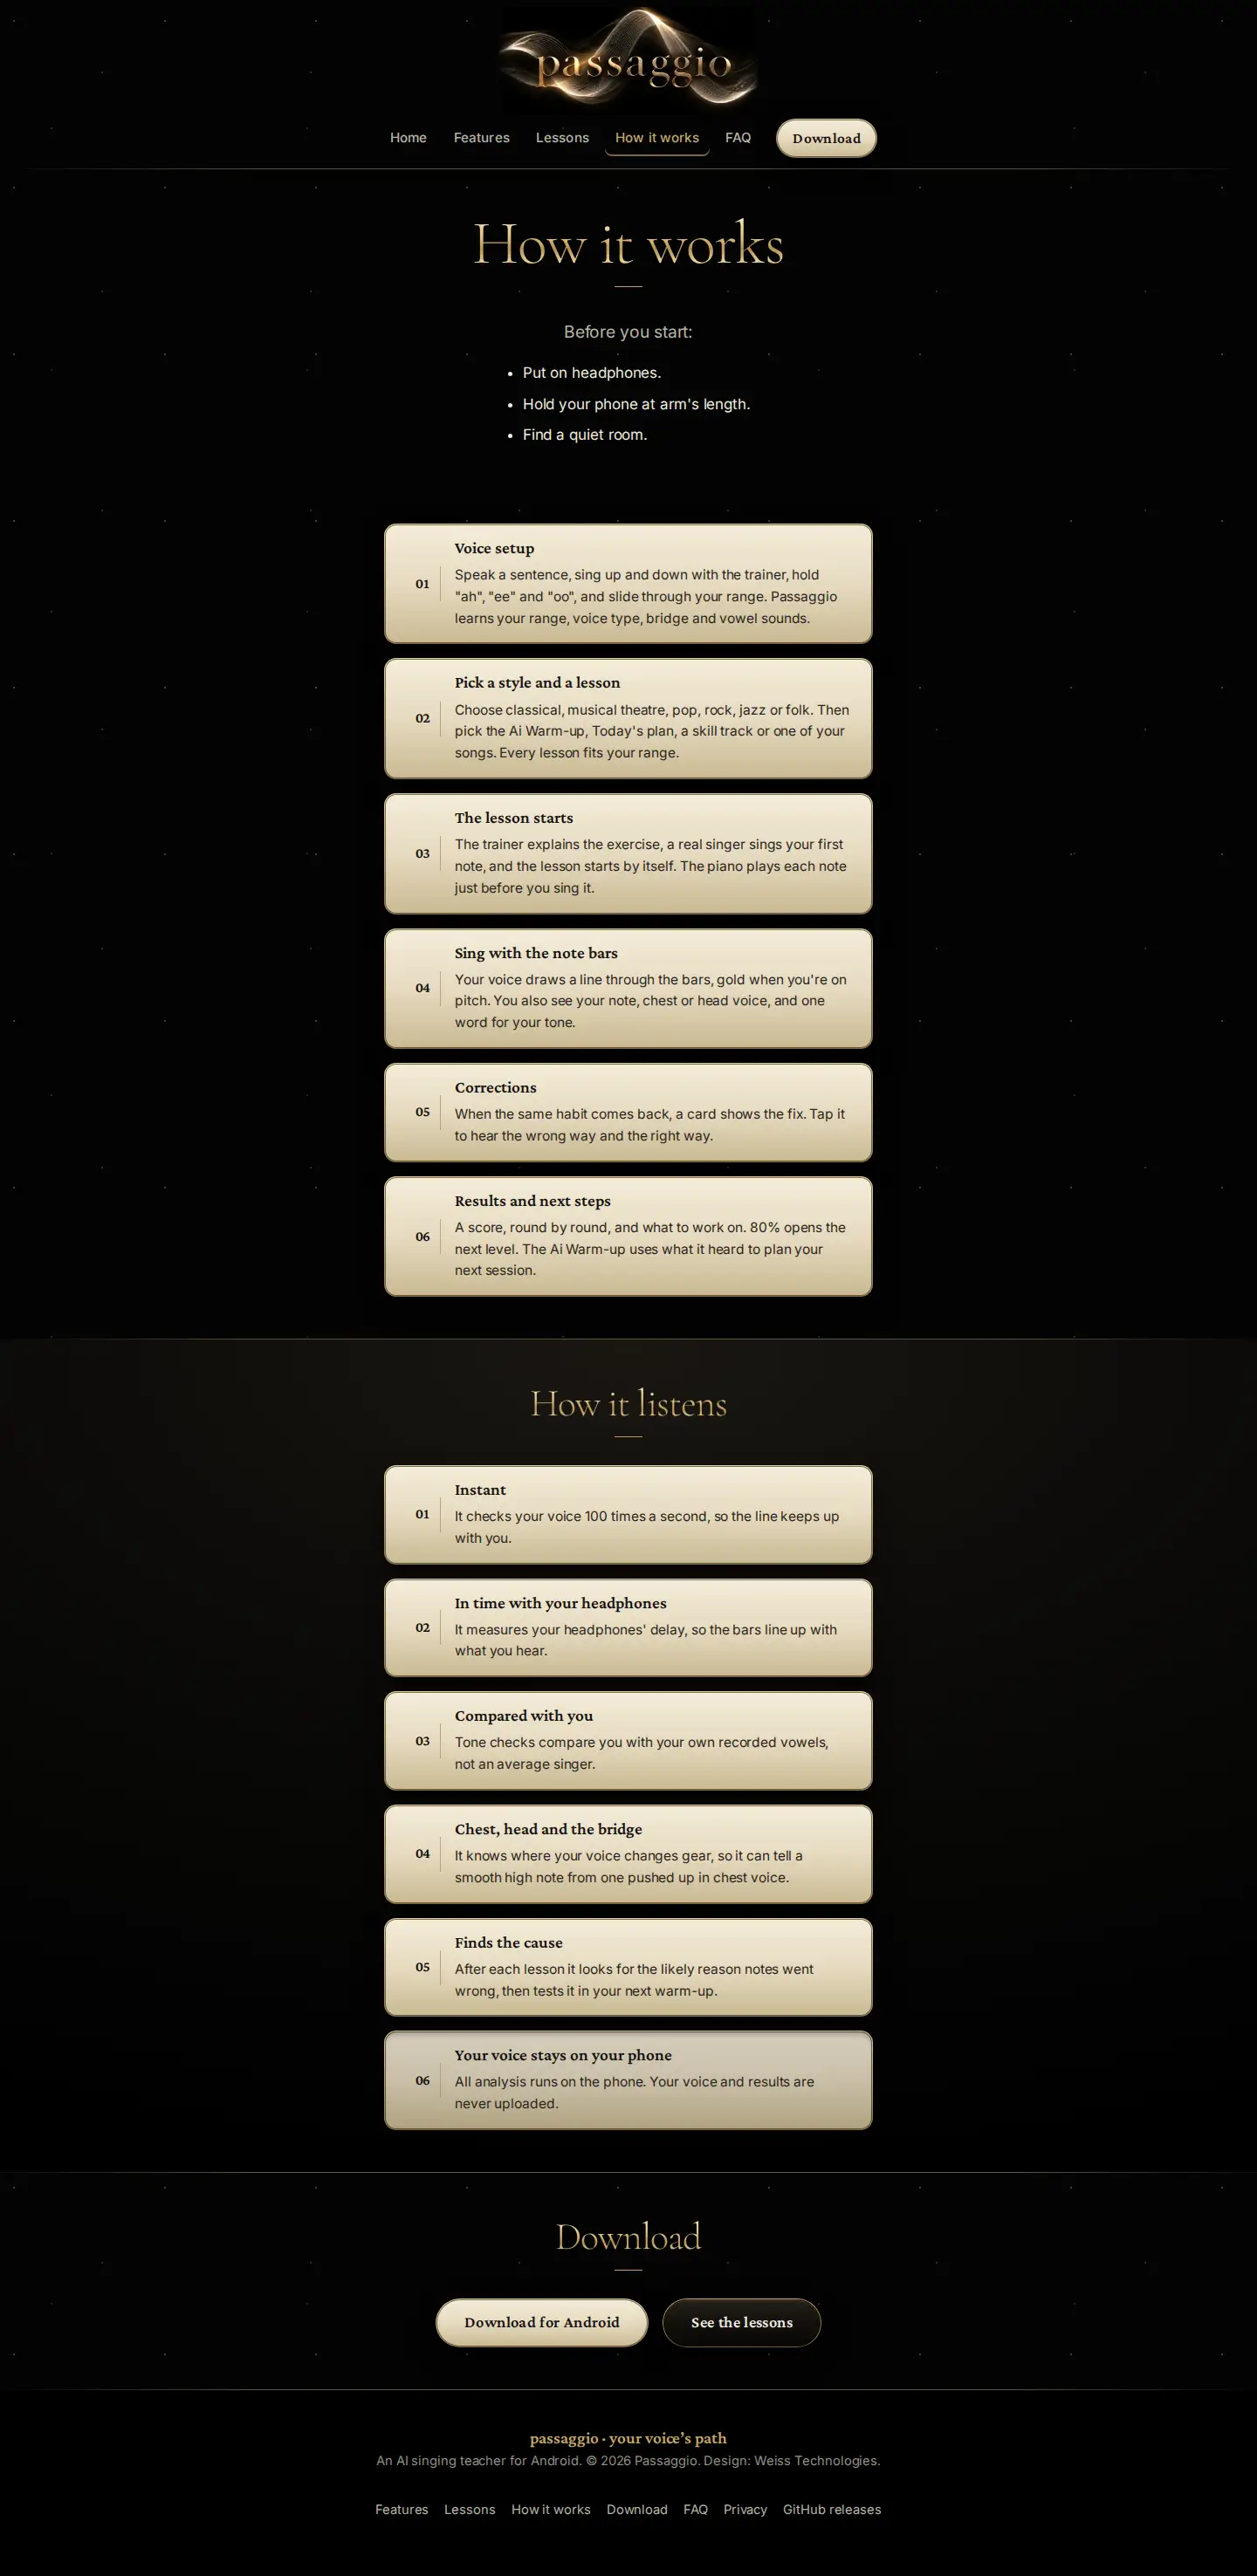 passaggio
Home Features Lessons How it works FAQ Download
How it works
Before you start:
• Put on headphones.
• Hold your phone at arm's length.
• Find a quiet room.
Voice setup
01
Speak a sentence, sing up and down with the trainer, hold
"ah", "ee" and "oo", and slide through your range. Passaggio
learns your range, voice type, bridge and vowel sounds.
Pick a style and a lesson
02
Choose classical, musical theatre, pop, rock, jazz or folk. Then
pick the Ai Warm-up, Today's plan, a skill track or one of your
songs. Every lesson fits your range.
The lesson starts
03
The trainer explains the exercise, a real singer sings your first
note, and the lesson starts by itself. The piano plays each note
just before you sing it.
Sing with the note bars
04
Your voice draws a line through the bars, gold when you're on
pitch. You also see your note, chest or head voice, and one
word for your tone.
Corrections
05
When the same habit comes back, a card shows the fix. Tap it
to hear the wrong way and the right way.
Results and next steps
06
A score, round by round, and what to work on. 80% opens the
next level. The Ai Warm-up uses what it heard to plan your
next session.
How it listens
Instant
01
It checks your voice 100 times a second, so the line keeps up
with you.
In time with your headphones
02
It measures your headphones' delay, so the bars line up with
what you hear.
Compared with you
03
Tone checks compare you with your own recorded vowels,
not an average singer.
Chest, head and the bridge
04
It knows where your voice changes gear, so it can tell a
smooth high note from one pushed up in chest voice.
Finds the cause
05
After each lesson it looks for the likely reason notes went
wrong, then tests it in your next warm-up.
Your voice stays on your phone
06
All analysis runs on the phone. Your voice and results are
never uploaded.
Download
Download for Android See the lessons
passaggio · your voice’s path
An AI singing teacher for Android. © 2026 Passaggio. Design: Weiss Technologies.
Features Lessons How it works Download FAQ Privacy GitHub releases